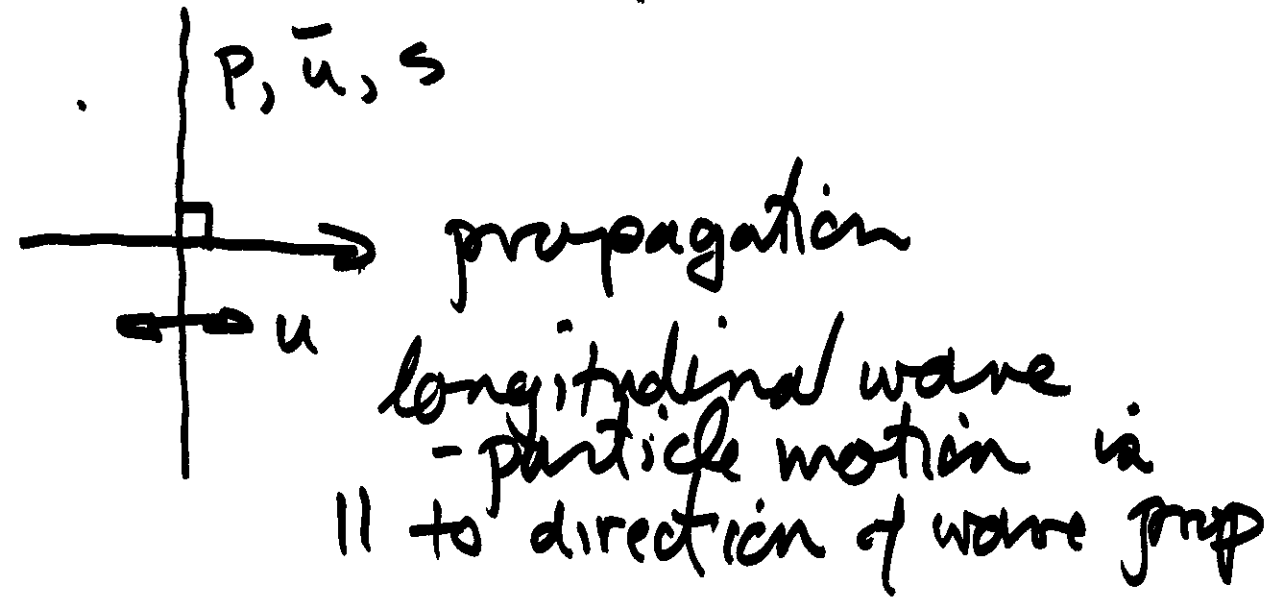 p, ū, s
propagation
u
longitudinal wave
- particle motion is
|| to direction of wave prop